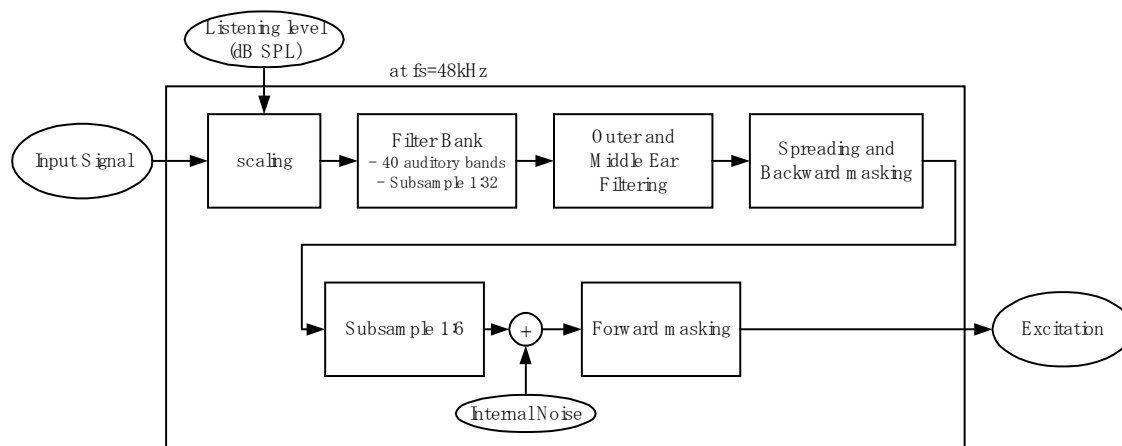 Listening level
(dB SPL)
at fs=48kHz
Input Signal
scaling
Filter Bank
- 40 auditory bands
- Subsample 1:32
Outer and
Middle Ear
Filtering
Spreading and
Backward masking
Subsample 1:6
+
Forward masking
Excitation
Internal Noise